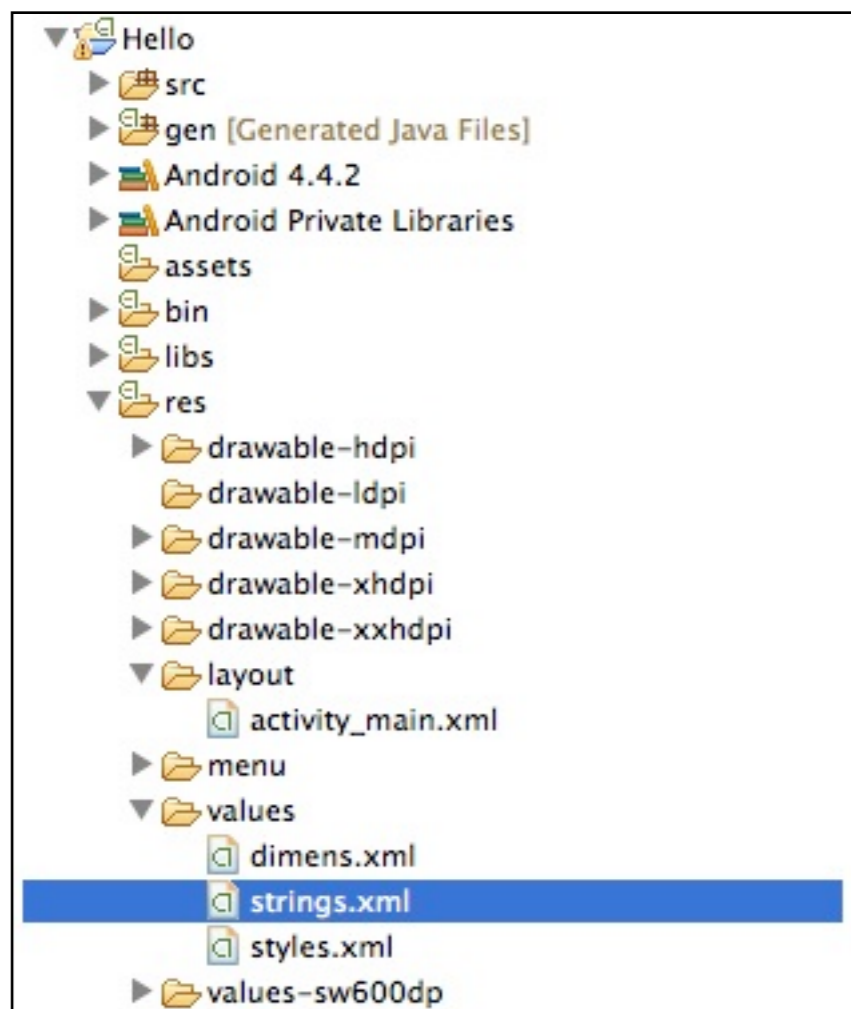 Hello
src
gen [Generated Java Files]
Android 4.4.2
Android Private Libraries
assets
bin
libs
res
drawable-hdpi
drawable-ldpi
drawable-mdpi
drawable-xhdpi
drawable-xxhdpi
layout
activity_main.xml
menu
values
dimens.xml
strings.xml
styles.xml
values-sw600dp